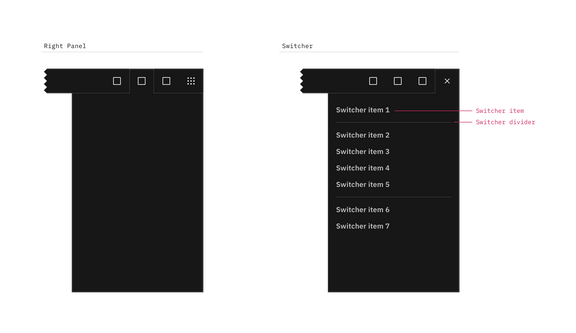 Right Panel
Switcher
Switcher item 1
Switcher item
Switcher divider
Switcher item 2
Switcher item 3
Switcher item 4
Switcher item 5
Switcher item 6
Switcher item 7